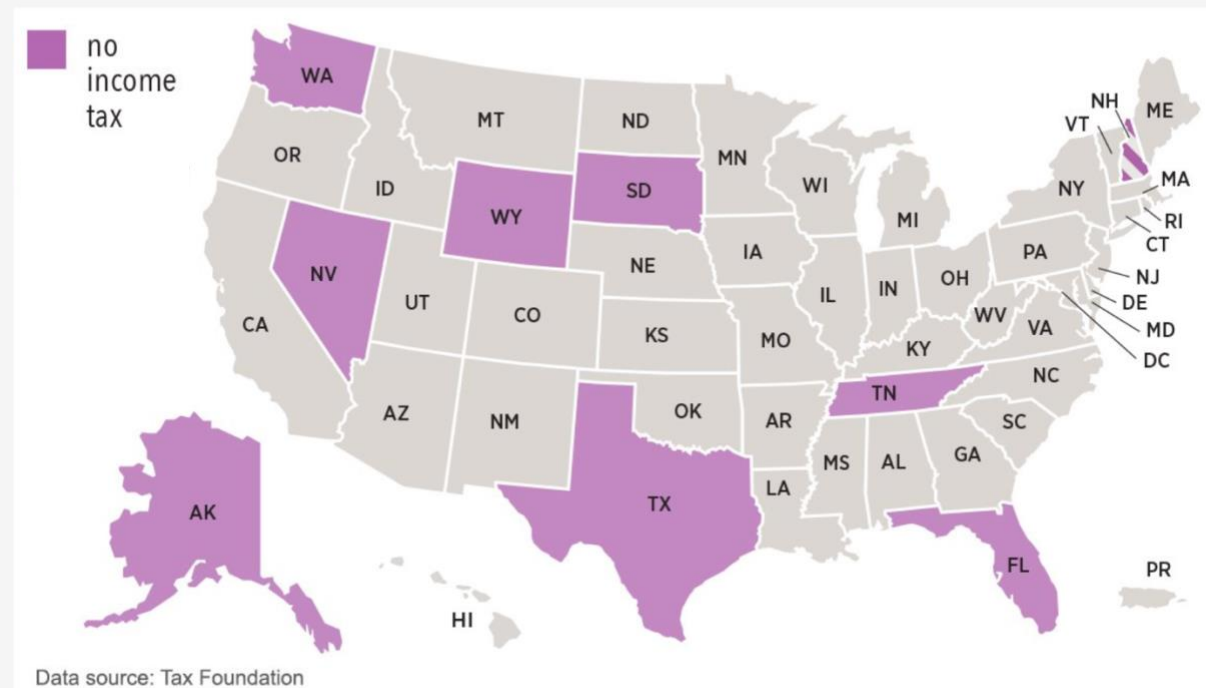 no
income
tax
WA
MT
ND
MN
OR
ID
WY
SD
WI
MI
NH
VT
ME
NY
MA
RI
CT
NV
UT
CO
NE
IA
IL
IN
OH
PA
NJ
DE
MD
DC
CA
KS
MO
KY
WV
VA
AZ
NM
OK
AR
TN
NC
SC
MS
AL
GA
TX
LA
FL
AK
HI
PR
Data source: Tax Foundation